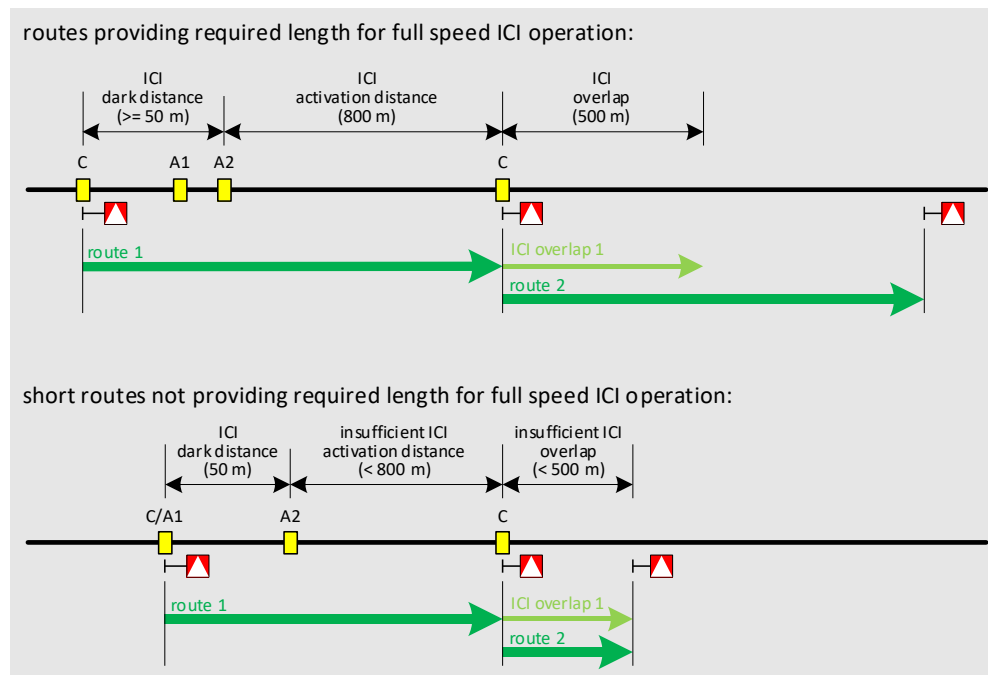 routes providing required length for full speed ICI operation:
ICI
dark distance
(>= 50 m)
ICI
activation distance
(800 m)
ICI
overlap
(500 m)
C
A1
A2
C
route 1
ICI overlap 1
route 2
short routes not providing required length for full speed ICI operation:
ICI
dark distance
(50 m)
insufficient ICI
activation distance
(< 800 m)
insufficient ICI
overlap
(< 500 m)
C/A1
A2
C
route 1
ICI overlap 1
route 2